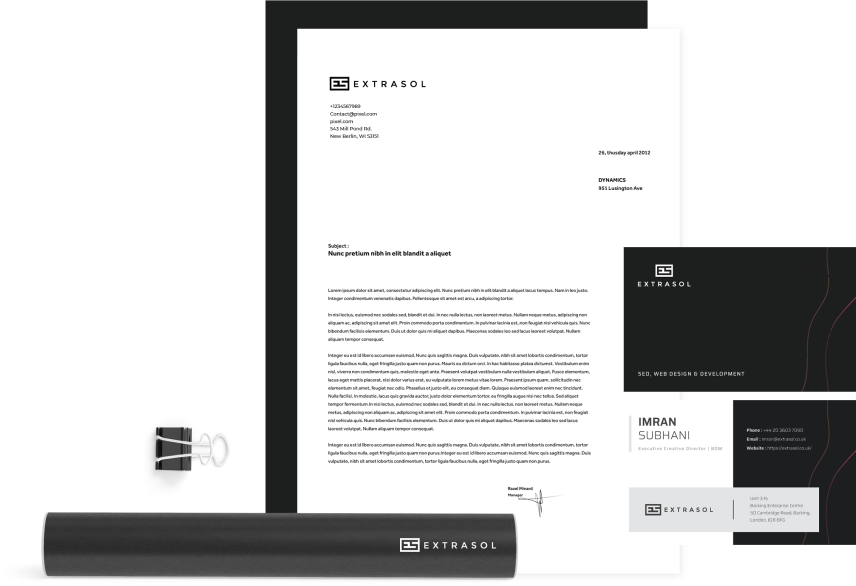 ES EXTRASOL
+1234567989
Contact@pixel.com
pixel.com
543 Mill Pond Rd.
New Berlin, WI 53151
26, thusday april 2012
DYNAMICS
951 Lusington Ave
Subject :
Nunc pretium nibh in elit blandit a aliquet
Lorem ipsum dolor sit amet, consectetur adipiscing elit. Nunc pretium nibh in elit blandit a aliquet lacus tempus. Nam in leo justo.
Integer condimentum venenatis dapibus. Pellentesque sit amet est arcu, a adipiscing tortor.
In nisi lectus, euismod nec sodales sed, blandit et dui. In nec nulla lectus, non laoreet metus. Nullam neque metus, adipiscing non
aliquam ac, adipiscing sit amet elit. Proin commodo porta condimentum. In pulvinar lacinia est, non feugiat nisl vehicula quis. Nunc
bibendum facilisis elementum. Duis ut dolor quis mi aliquet dapibus. Maecenas sodales leo sed lacus laoreet volutpat. Nullam
aliquam tempor consequat.
Integer eu est id libero accumsan euismod. Nunc quis sagittis magna. Duis vulputate, nibh sit amet lobortis condimentum, tortor
ligula faucibus nulla, eget fringilla justo quam non purus. Mauris eu dictum orci. In hac habitasse platea dictumst. Vestibulum enim
nisl, viverra non condimentum quis, molestie eget ante. Praesent volutpat vestibulum nulla vestibulum aliquet. Fusce elementum,
lacus eget mattis placerat, nisi dolor varius erat, eu vulputate lorem metus vitae lorem. Praesent ipsum quam, sollicitudin nec
elementum sit amet, feugiat nec odio. Phasellus et justo elit, eu consequat diam. Quisque euismod laoreet enim nec tincidunt.
Nulla facilisi. In molestie, lacus quis gravida auctor, justo dolor elementum tortor, eu fringilla augue nisi nec tellus. Sed aliquet
tempor fermentum. In nisi lectus, euismod nec sodales sed, blandit et dui. In nec nulla lectus, non laoreet metus. Nullam neque
metus, adipiscing non aliquam ac, adipiscing sit amet elit. Proin commodo porta condimentum. In pulvinar lacinia est, non feugiat
nisl vehicula quis. Nunc bibendum facilisis elementum. Duis ut dolor quis mi aliquet dapibus. Maecenas sodales leo sed lacus
laoreet volutpat. Nullam aliquam tempor consequat.
Integer eu est id libero accumsan euismod. Nunc quis sagittis magna. Duis vulputate, nibh sit amet lobortis condimentum, tortor
ligula faucibus nulla, eget fringilla justo quam non purus.Integer eu est id libero accumsan euismod. Nunc quis sagittis magna. Duis
vulputate, nibh sit amet lobortis condimentum, tortor ligula faucibus nulla, eget fringilla justo quam non purus.
Manager
ES EXTRASOL
ES
EXTRASOL
SEO, WEB DESIGN & DEVELOPMENT
IMRAN
SUBHANI
Executive Creative Director | BDM
Phone : +44 20 3603 7090
Email : imran@extrasol.co.uk
Website : https://extrasol.co.uk/
ES EXTRASOL
Unit 315
Barking Enterprise Centre
50 Cambridge Road, Barking,
London, IG11 8FG